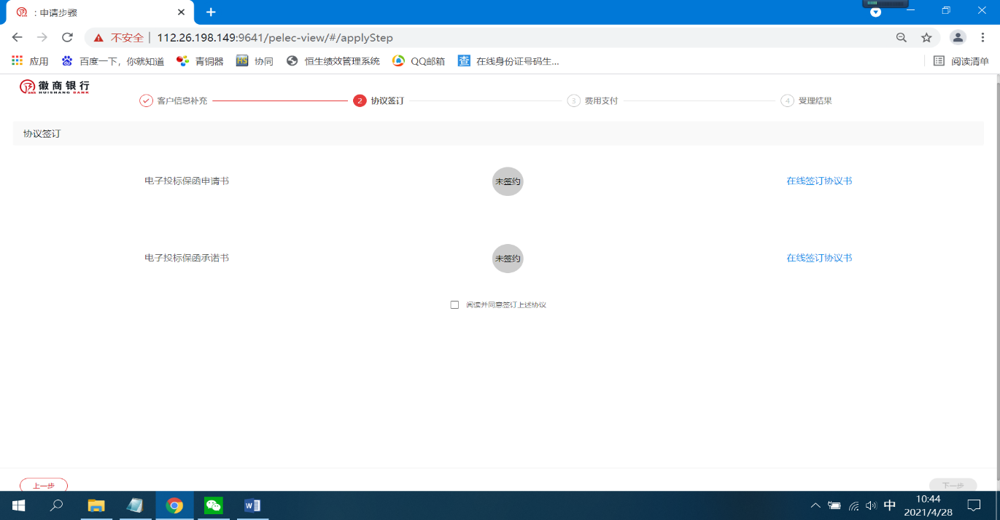 ：申请步骤
不安全 | 112.26.198.149:9641/pelec-view/#/applyStep
应用 百度一下，你就知道 青铜器 协同 恒生绩效管理系统 QQ邮箱 查 在线身份证号码生... 阅读清单
徽商银行
HUISHANG BANK
客户信息补充 2 协议签订 3 费用支付 4 受理结果
协议签订
电子投标保函申请书 未签约 在线签订协议书
电子投标保函承诺书 未签约 在线签订协议书
阅读并同意签订上述协议
上一步 下一步
中 10:44
2021/4/28